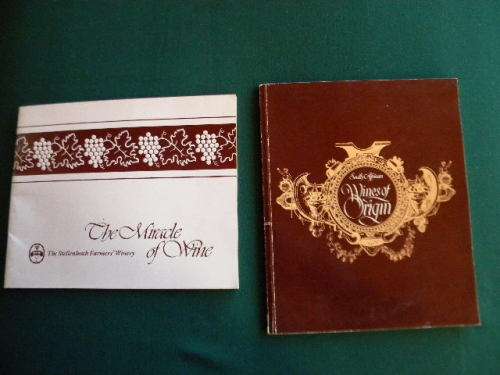 The Miracle
of Wine
The Stellenbosch Farmers' Winery
South African
Wines of
Origin